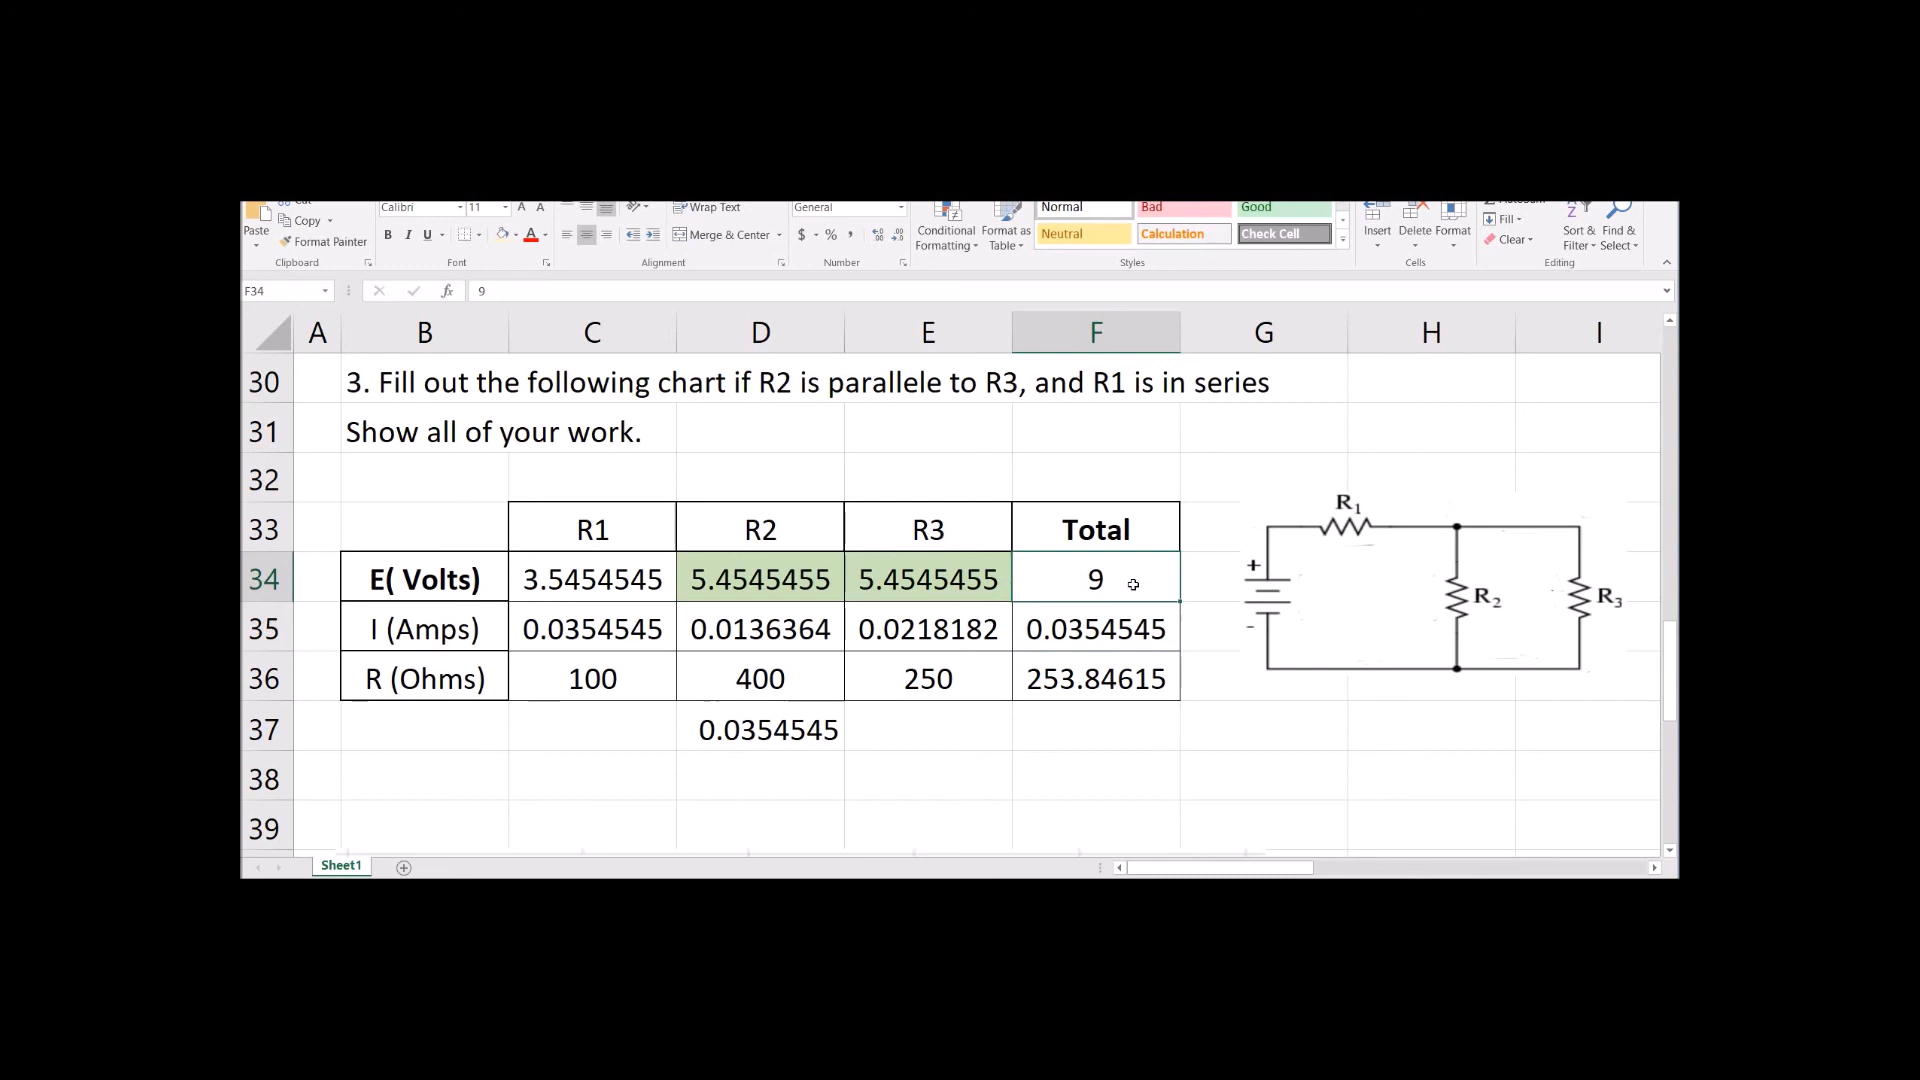 Cut
Copy
Format Painter
Paste
Clipboard
Calibri
11
A A
B I U
A
Font
Wrap Text
Merge & Center
Alignment
General
$ % ,
Number
Conditional
Formatting
Format as
Table
Normal
Bad
Good
Neutral
Calculation
Check Cell
Styles
Insert
Delete
Format
Cells
Fill
Clear
Sort &
Filter
Find &
Select
Editing
F34
fx
9
A B C D E F G H I
30 3. Fill out the following chart if R2 is parallele to R3, and R1 is in series
31 Show all of your work.
32
33 R1 R2 R3 Total
34 E( Volts) 3.5454545 5.4545455 5.4545455 9
35 I (Amps) 0.0354545 0.0136364 0.0218182 0.0354545
36 R (Ohms) 100 400 250 253.84615
37 0.0354545
38
39
R1
+
R2
R3
-
Sheet1